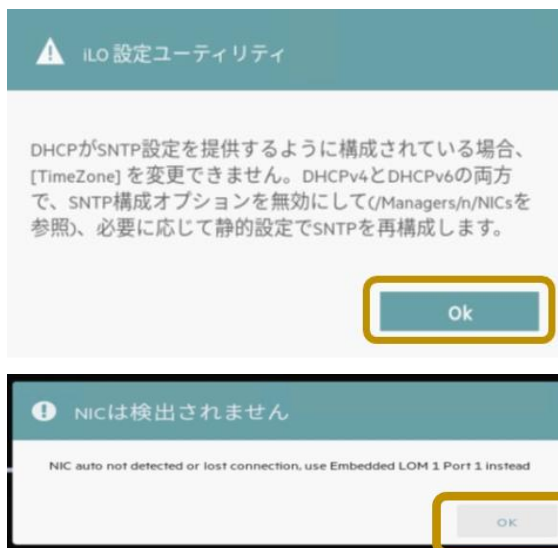 iLO 設定ユーティリティ
DHCPがSNTP設定を提供するように構成されている場合、
[TimeZone] を変更できません。DHCPv4とDHCPv6の両方
で、SNTP構成オプションを無効にして(/Managers/n/NICsを
参照)、必要に応じて静的設定でSNTPを再構成します。
Ok
NICは検出されません
NIC auto not detected or lost connection, use Embedded LOM 1 Port 1 instead
OK